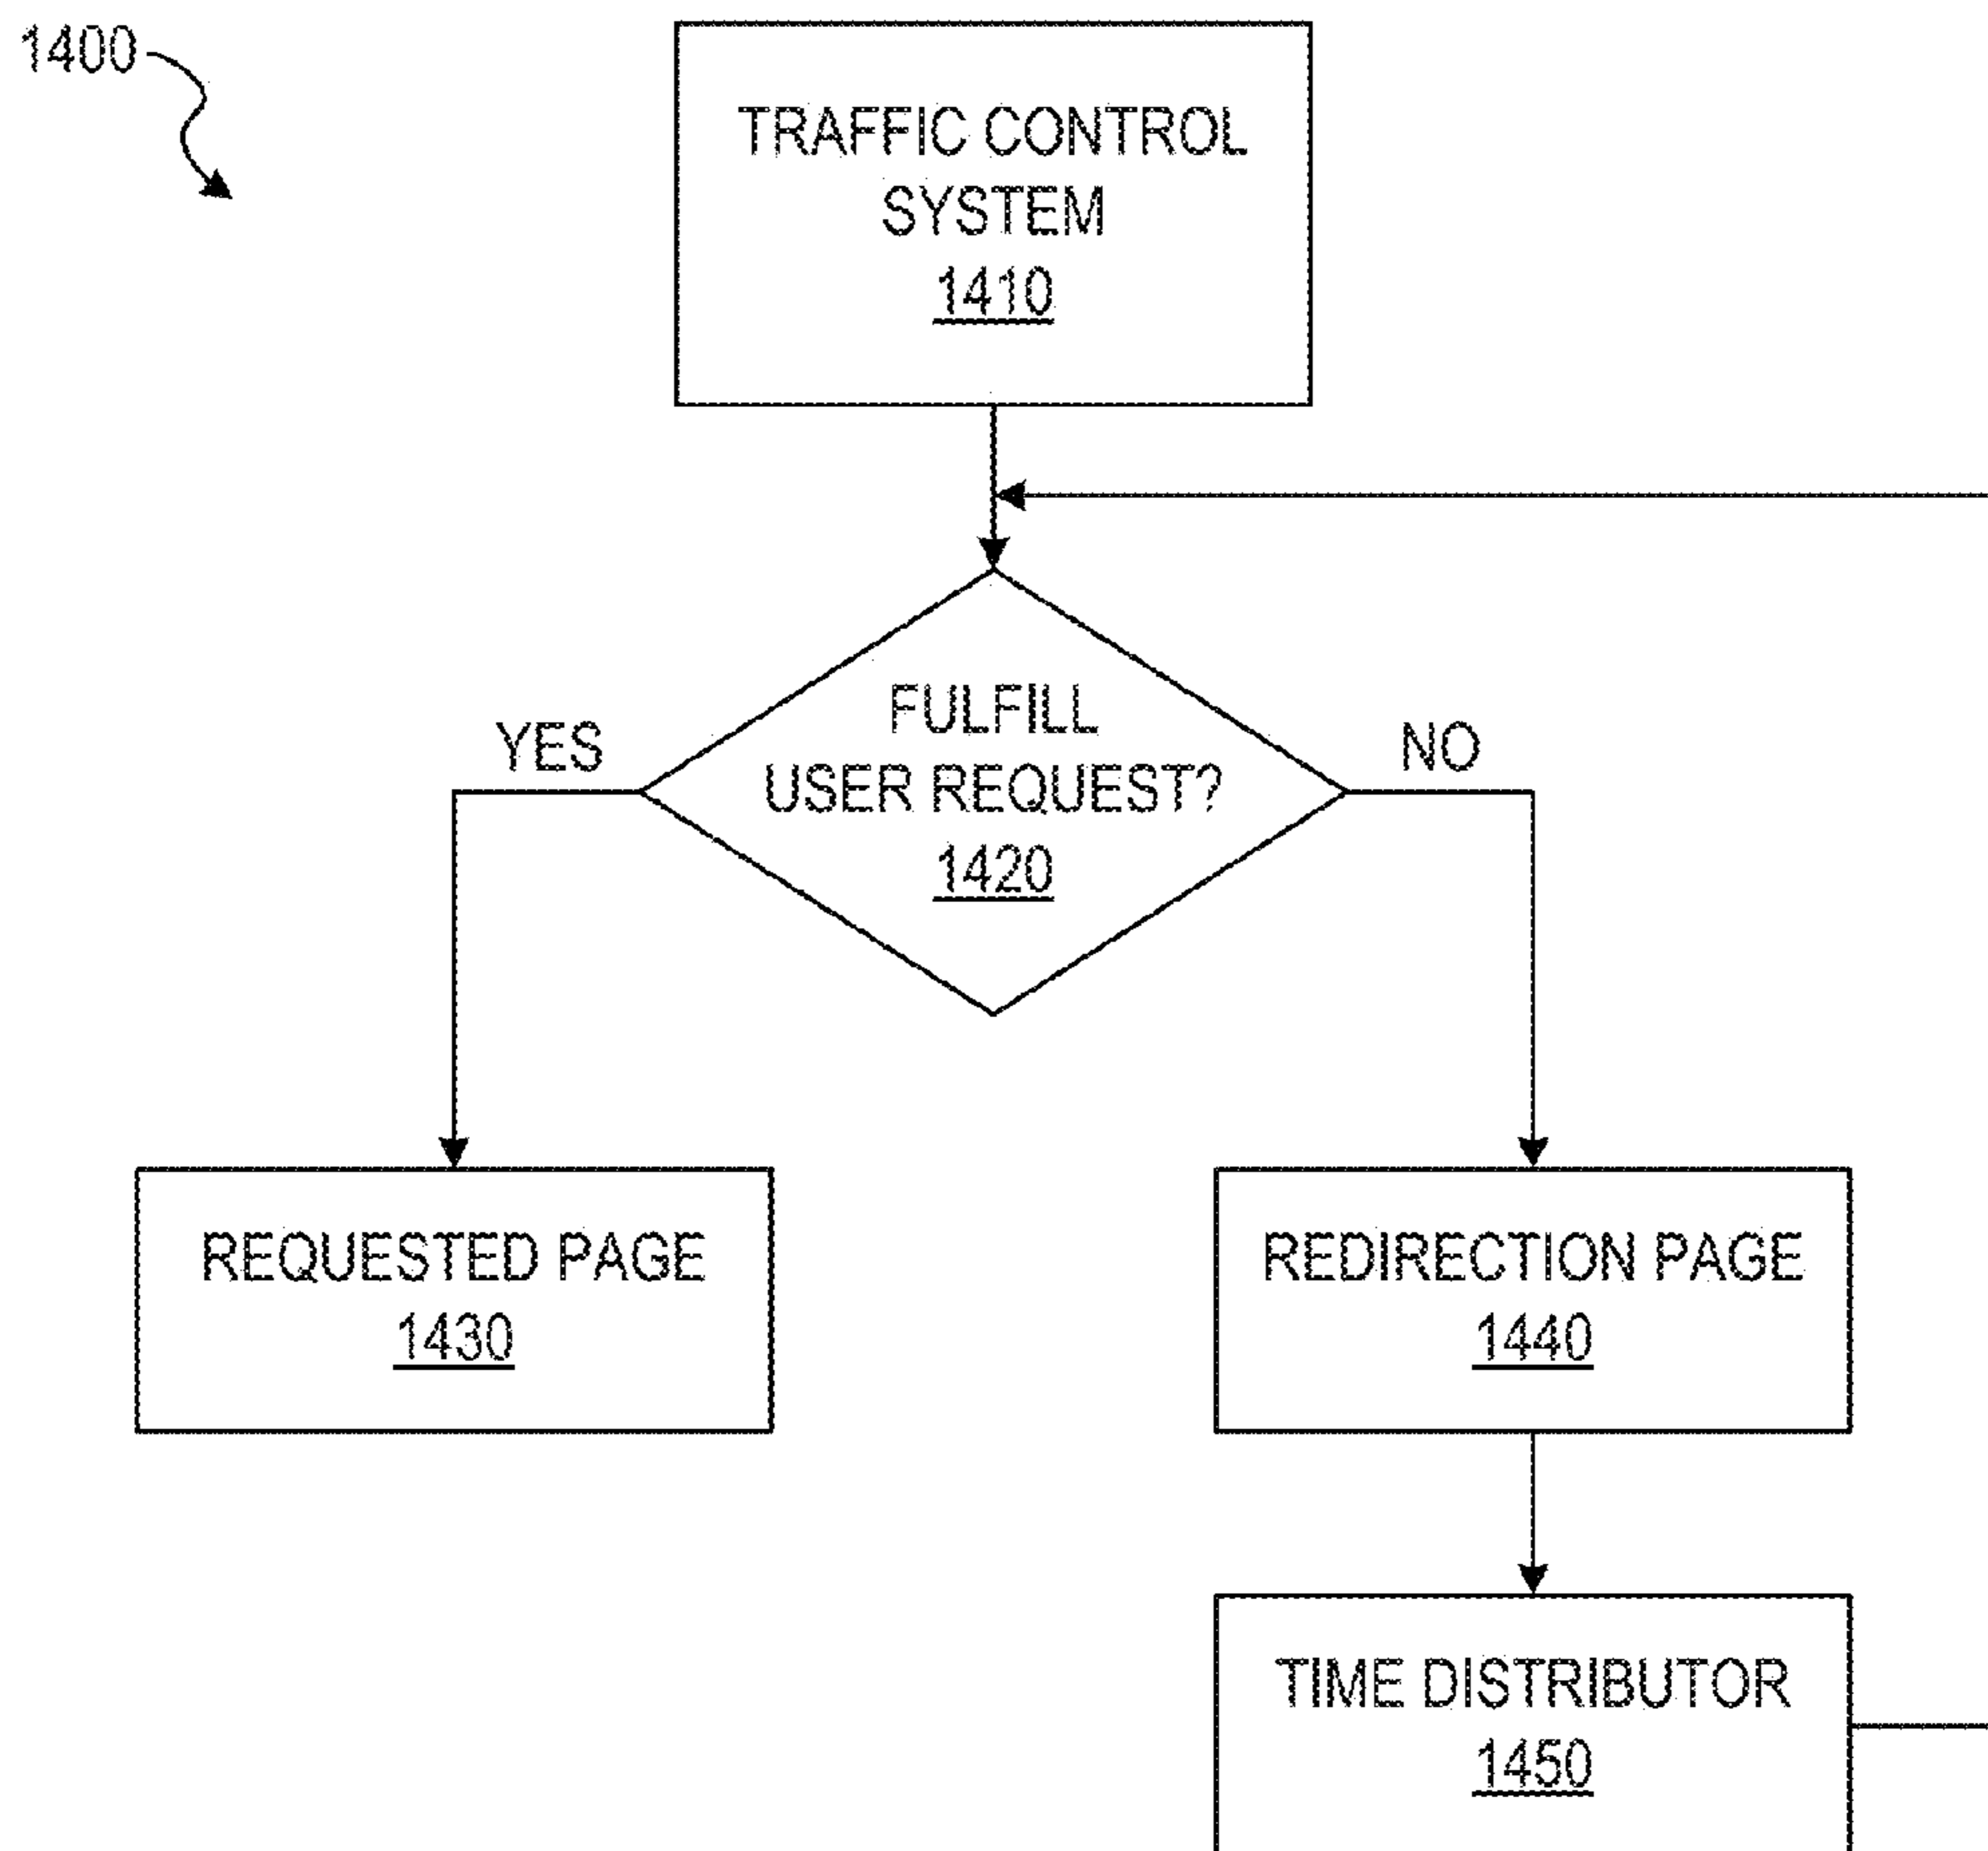 1400
TRAFFIC CONTROL
SYSTEM
1410
FULFILL
USER REQUEST?
1420
YES
NO
REQUESTED PAGE
1430
REDIRECTION PAGE
1440
TIME DISTRIBUTOR
1450